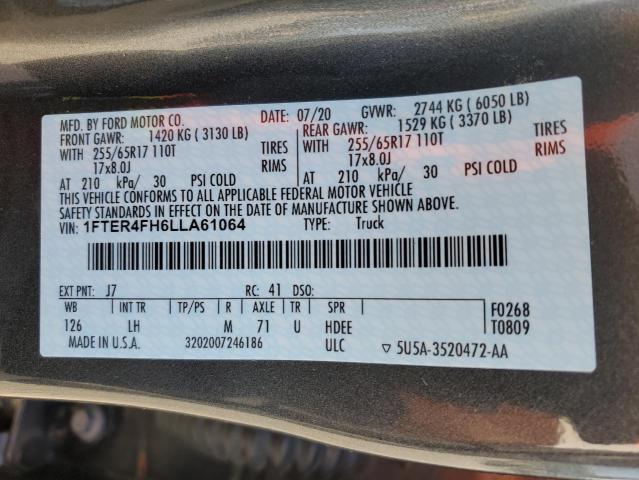 MFD. BY FORD MOTOR CO.
DATE: 07/20 GVWR: 2744 KG ( 6050 LB)
FRONT GAWR: 1420 KG ( 3130 LB)
REAR GAWR: 1529 KG ( 3370 LB)
WITH 255/65R17 110T TIRES
WITH 255/65R17 110T TIRES
17x8.0J RIMS
17x8.0J RIMS
AT 210 kPa/ 30 PSI COLD
AT 210 kPa/ 30 PSI COLD
THIS VEHICLE CONFORMS TO ALL APPLICABLE FEDERAL MOTOR VEHICLE
SAFETY STANDARDS IN EFFECT ON THE DATE OF MANUFACTURE SHOWN ABOVE.
VIN: 1FTER4FH6LLA61064 TYPE: Truck
EXT PNT: J7 RC: 41 DSO:
WB INT TR TP/PS R AXLE TR SPR F0268
126 LH M 71 U HDEE T0809
MADE IN U.S.A. 3202007246186 ULC ▽ 5U5A-3520472-AA